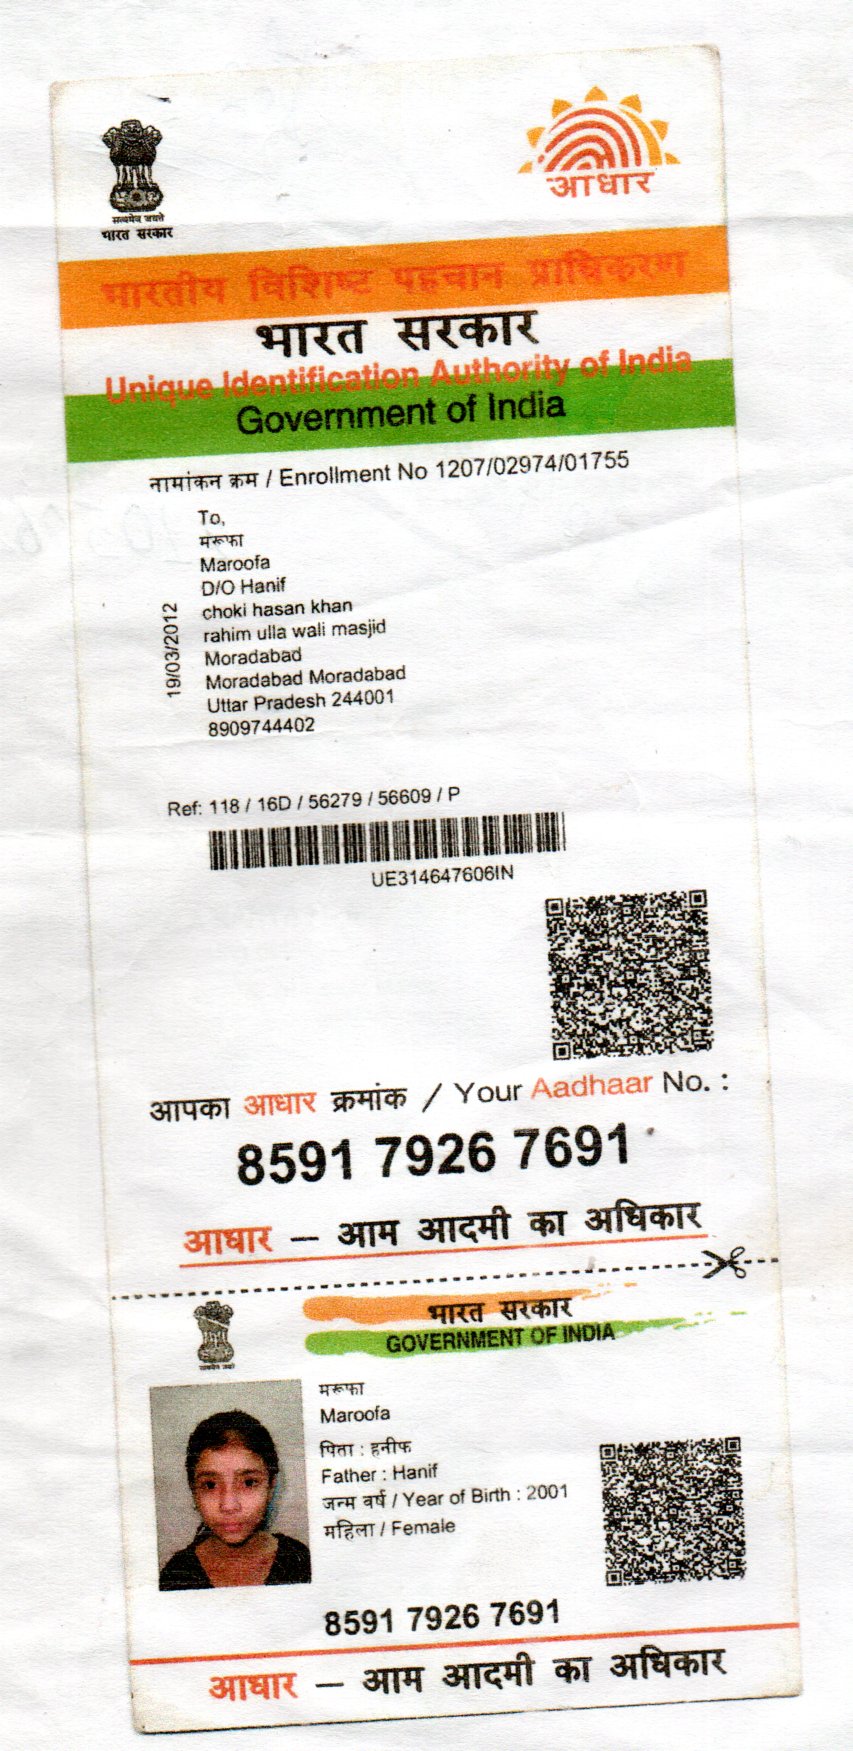 सत्यमेव जयते
भारत सरकार
आधार
भारतीय विशिष्ट पहचान प्राधिकरण
भारत सरकार
Unique Identification Authority of India
Government of India
नामांकन क्रम / Enrollment No 1207/02974/01755
To,
मरूफा
Maroofa
D/O Hanif
choki hasan khan
rahim ulla wali masjid
Moradabad
Moradabad Moradabad
Uttar Pradesh 244001
8909744402
19/03/2012
Ref: 118 / 16D / 56279 / 56609 / P
UE314647606IN
आपका आधार क्रमांक / Your Aadhaar No. :
8591 7926 7691
आधार – आम आदमी का अधिकार
भारत सरकार
GOVERNMENT OF INDIA
सत्यमेव जयते
मरूफा
Maroofa
पिता : हनीफ
Father : Hanif
जन्म वर्ष / Year of Birth : 2001
महिला / Female
8591 7926 7691
आधार – आम आदमी का अधिकार